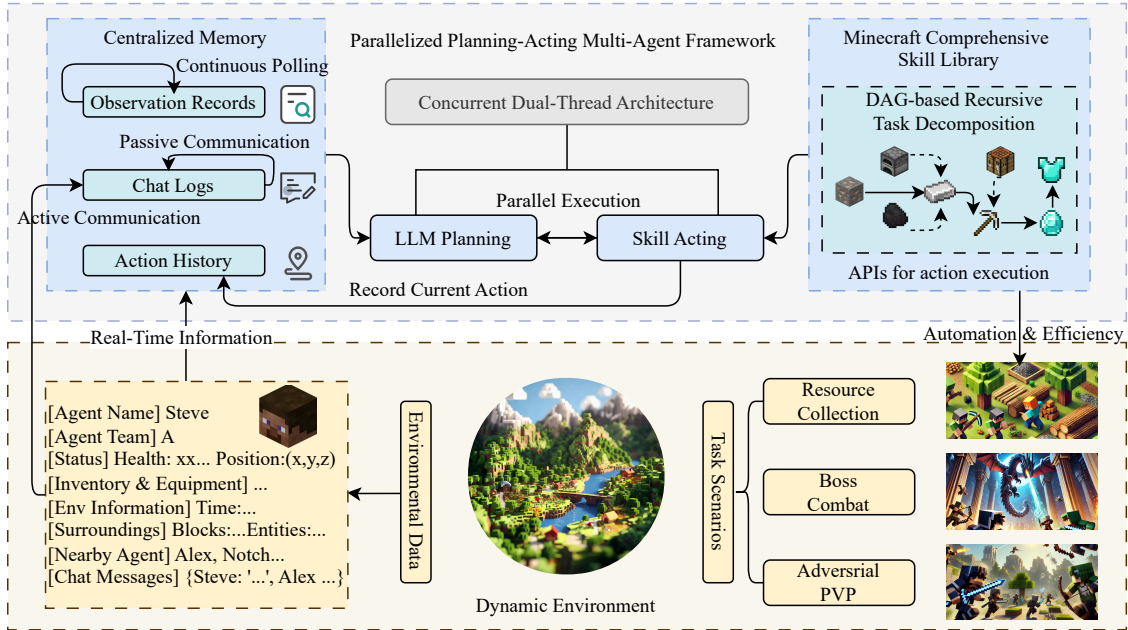 Centralized Memory
Continuous Polling
Observation Records
Passive Communication
Chat Logs
Active Communication
Action History
Parallelized Planning-Acting Multi-Agent Framework
Concurrent Dual-Thread Architecture
Parallel Execution
LLM Planning
Skill Acting
Record Current Action
Minecraft Comprehensive
Skill Library
DAG-based Recursive
Task Decomposition
APIs for action execution
Real-Time Information
Automation & Efficiency
[Agent Name] Steve
[Agent Team] A
[Status] Health: xx... Position:(x,y,z)
[Inventory & Equipment] ...
[Env Information] Time:...
[Surroundings] Blocks:...Entities:...
[Nearby Agent] Alex, Notch...
[Chat Messages] {Steve: '...', Alex ...}
Environmental Data
Dynamic Environment
Task Scenarios
Resource
Collection
Boss
Combat
Adversrial
PVP